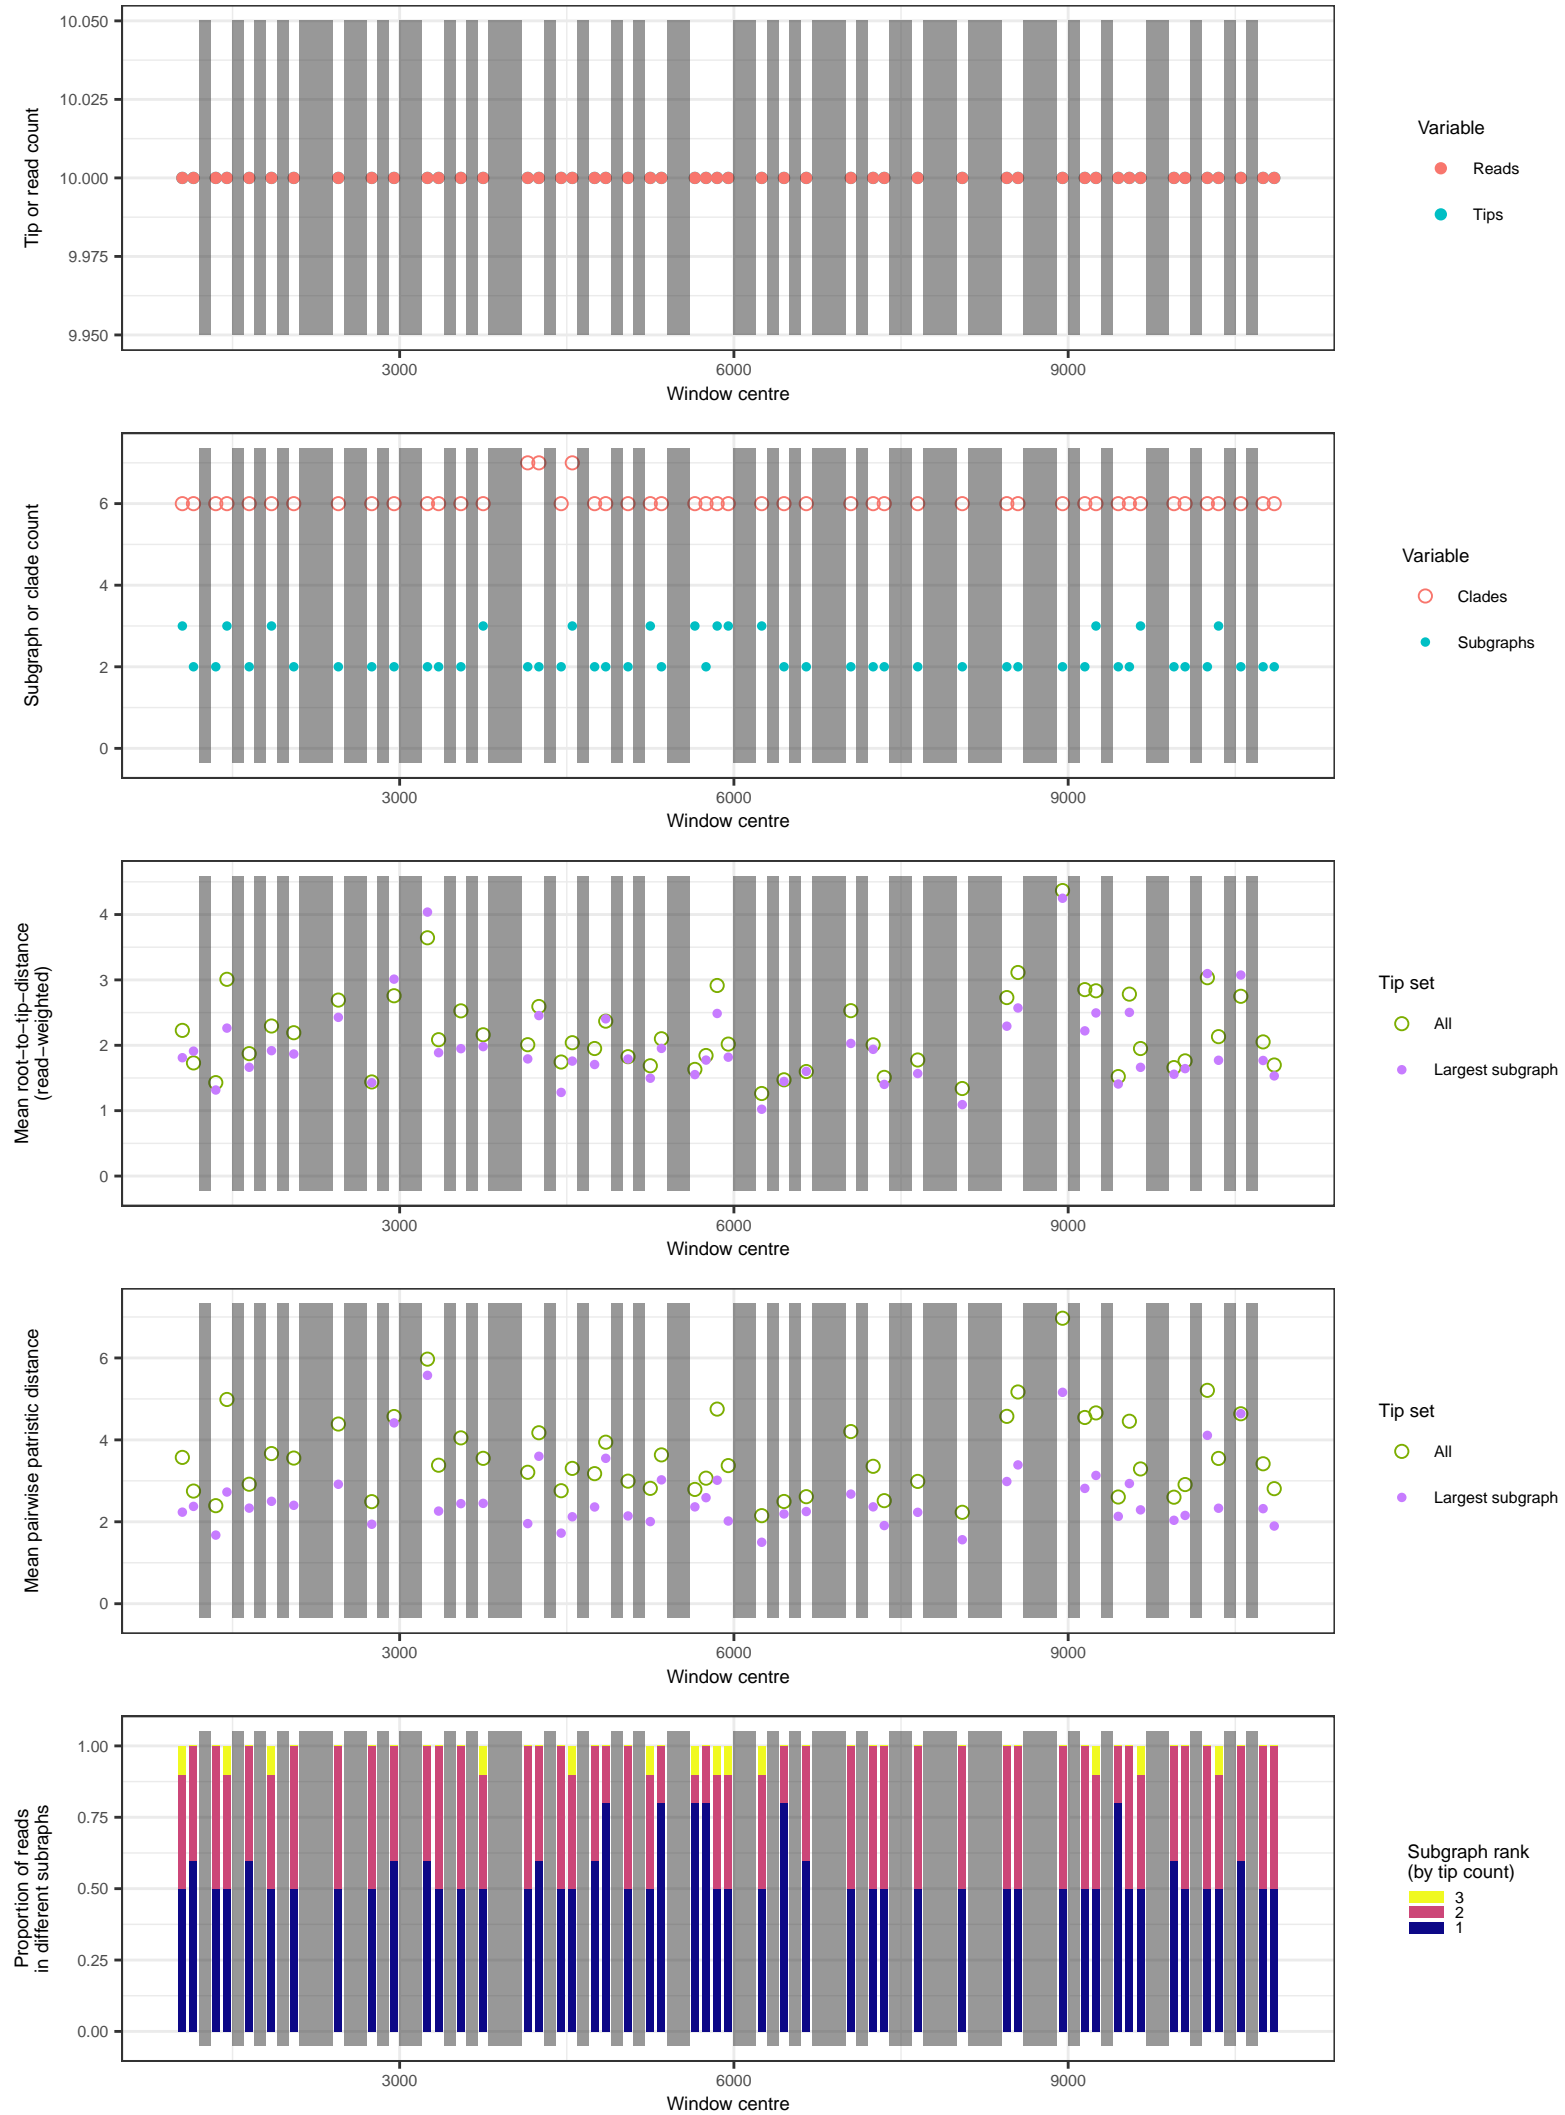 10.050
10.025
10.000
9.975
9.950
Tip or read count
3000
6000
9000
Window centre
Variable
Reads
Tips
6
4
2
0
Subgraph or clade count
3000
6000
9000
Window centre
Variable
Clades
Subgraphs
4
3
2
1
0
Mean root−to−tip−distance
(read−weighted)
3000
6000
9000
Window centre
Tip set
All
Largest subgraph
6
4
2
0
Mean pairwise patristic distance
3000
6000
9000
Window centre
Tip set
All
Largest subgraph
1.00
0.75
0.50
0.25
0.00
Proportion of reads
in different subraphs
3000
6000
9000
Window centre
Subgraph rank
(by tip count)
3
2
1